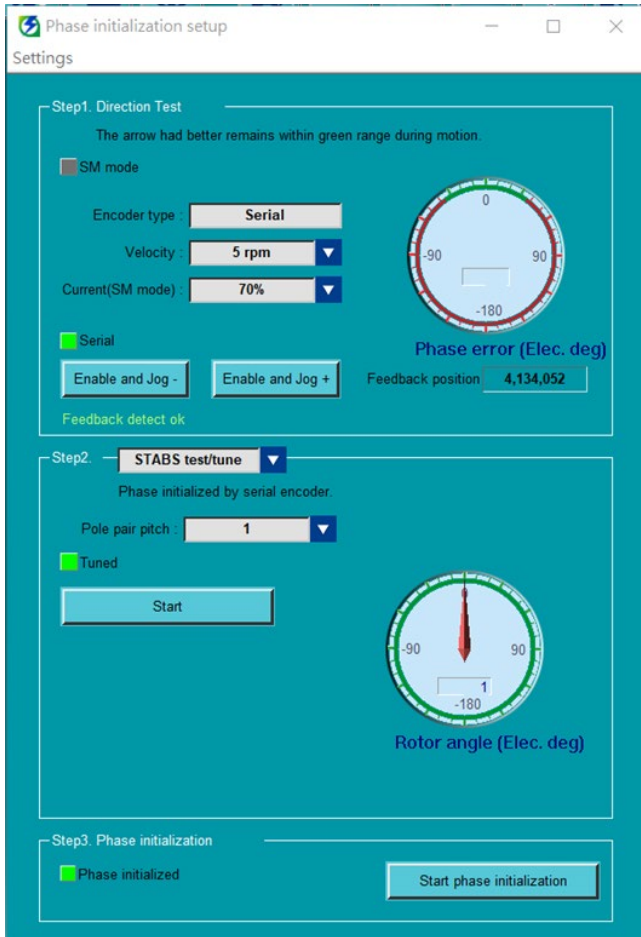 Phase initialization setup
Settings
Step1. Direction Test
The arrow had better remains within green range during motion.
SM mode
Encoder type : Serial
Velocity : 5 rpm
Current(SM mode) : 70%
0
-90 90
-180
Phase error (Elec. deg)
Serial
Enable and Jog - Enable and Jog + Feedback position 4,134,052
Feedback detect ok
Step2. STABS test/tune
Phase initialized by serial encoder.
Pole pair pitch : 1
Tuned
Start
0
-90 90
1
-180
Rotor angle (Elec. deg)
Step3. Phase initialization
Phase initialized
Start phase initialization